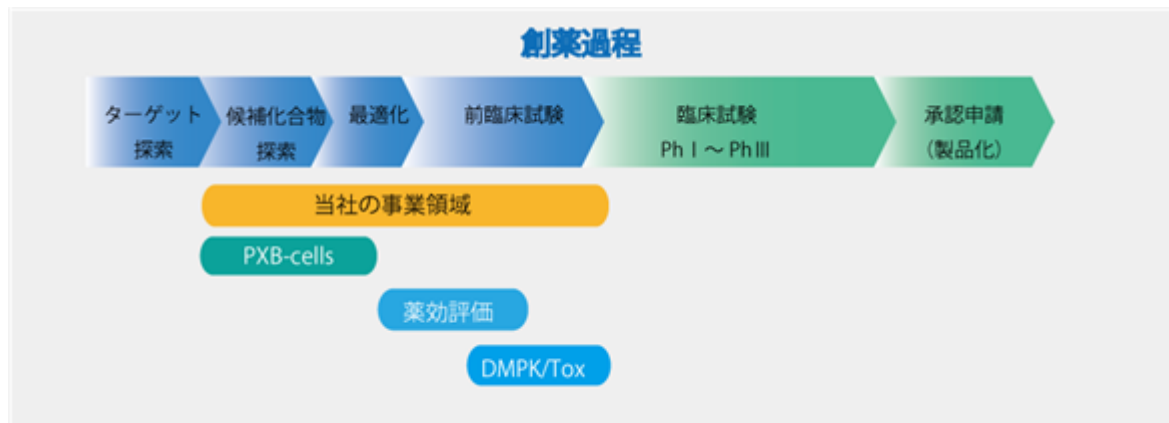 創薬過程
ターゲット
探索
候補化合物
探索
最適化
前臨床試験
臨床試験
Ph Ⅰ ～ Ph Ⅲ
承認申請
（製品化）
当社の事業領域
PXB-cells
薬効評価
DMPK/Tox